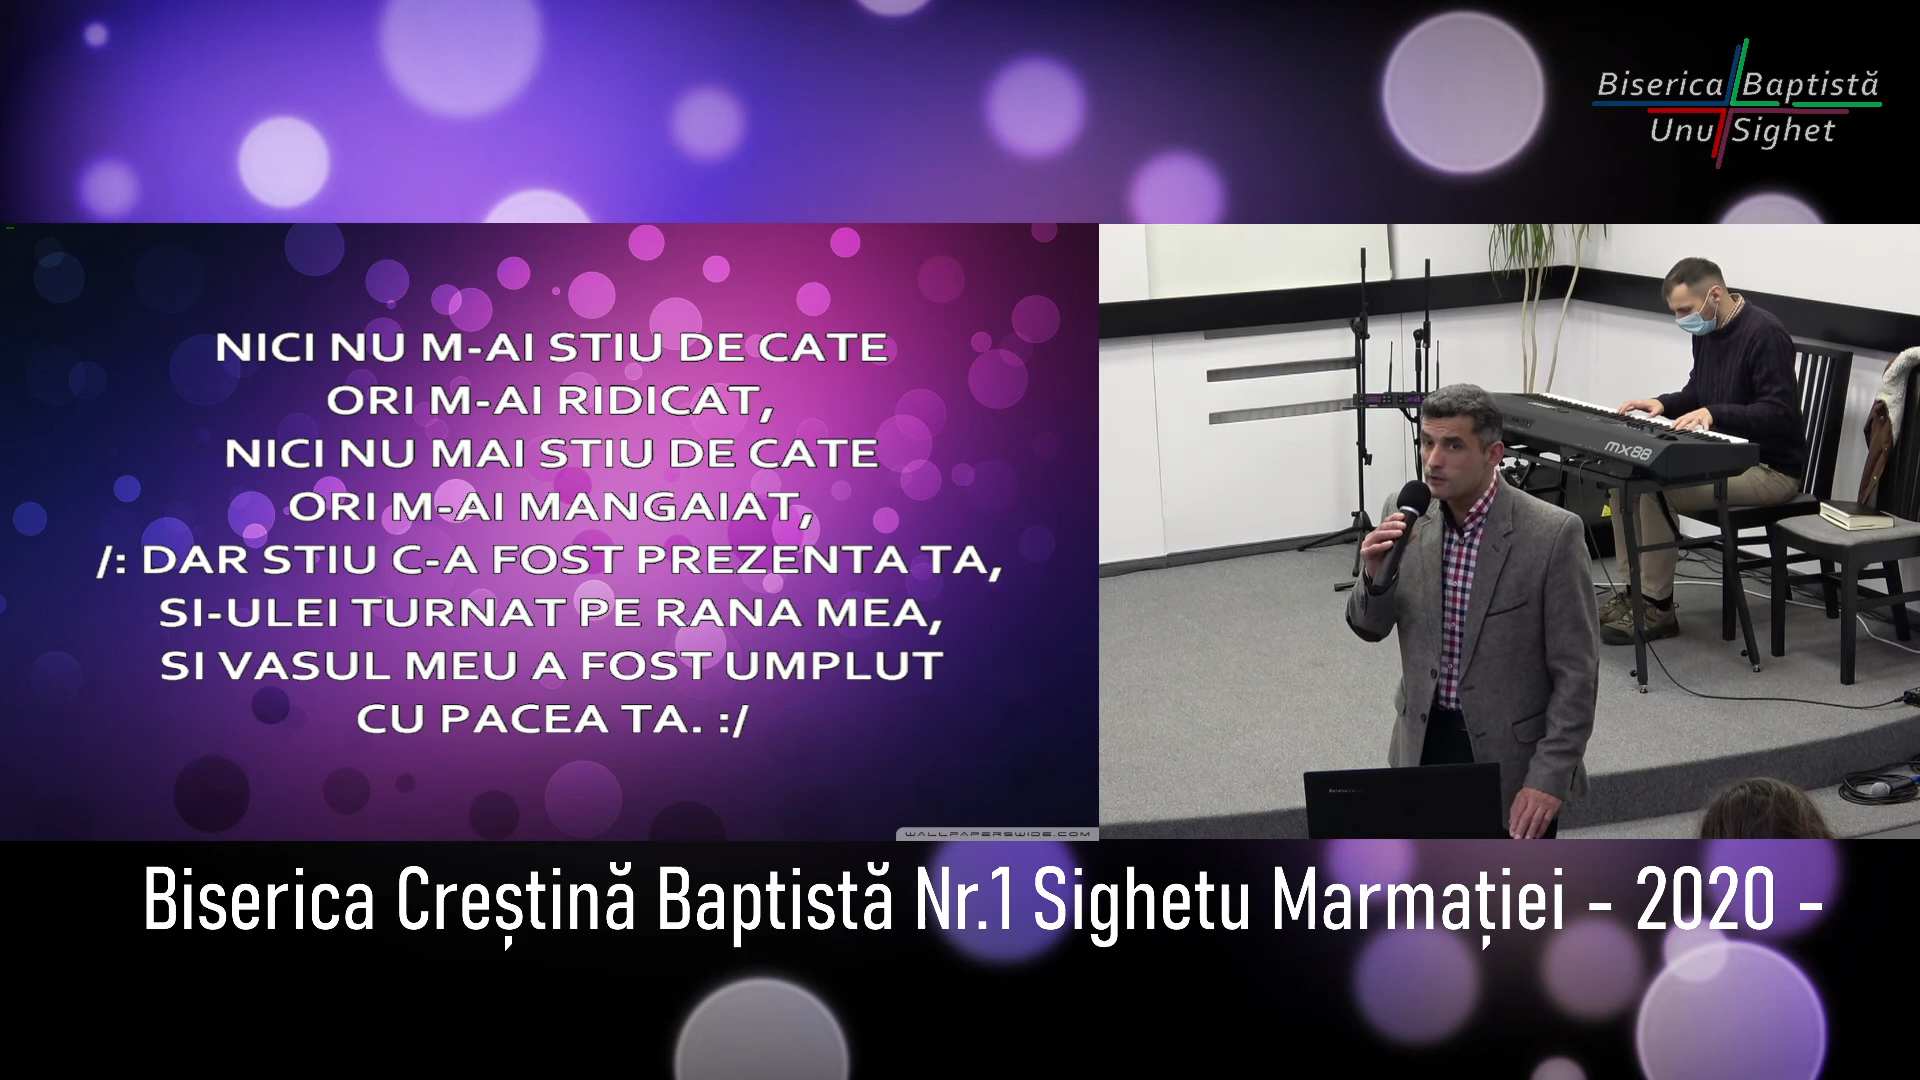 Biserica Baptistă
Unu Sighet
NICI NU M-AI STIU DE CATE
ORI M-AI RIDICAT,
NICI NU MAI STIU DE CATE
ORI M-AI MANGAIAT,
/: DAR STIU C-A FOST PREZENTA TA,
SI-ULEI TURNAT PE RANA MEA,
SI VASUL MEU A FOST UMPLUT
CU PACEA TA. :/
WALLPAPERSWIDE.COM
MX88
Biserica Creștină Baptistă Nr.1 Sighetu Marmației - 2020 -